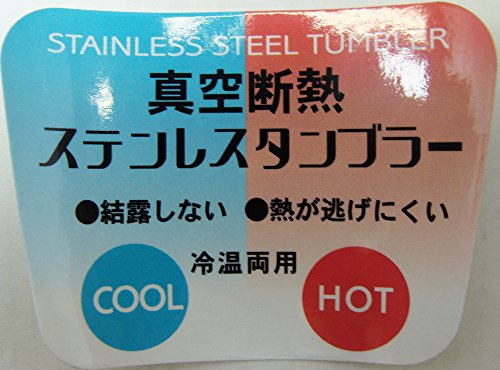 STAINLESS STEEL TUMBLER
真空断熱
ステンレスタンブラー
●結露しない ●熱が逃げにくい
冷温両用
COOL HOT